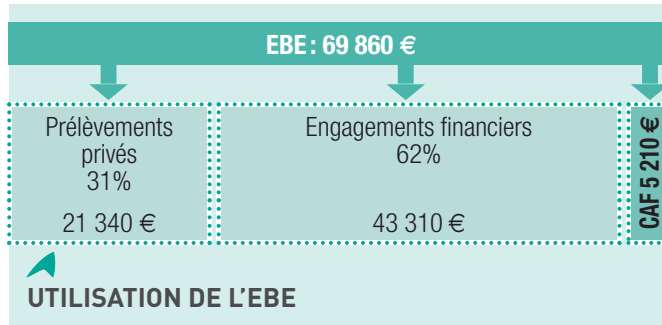 EBE : 69 860 €
Prélèvements
privés
31%
21 340 €
Engagements financiers
62%
43 310 €
CAF 5 210 €
UTILISATION DE L’EBE